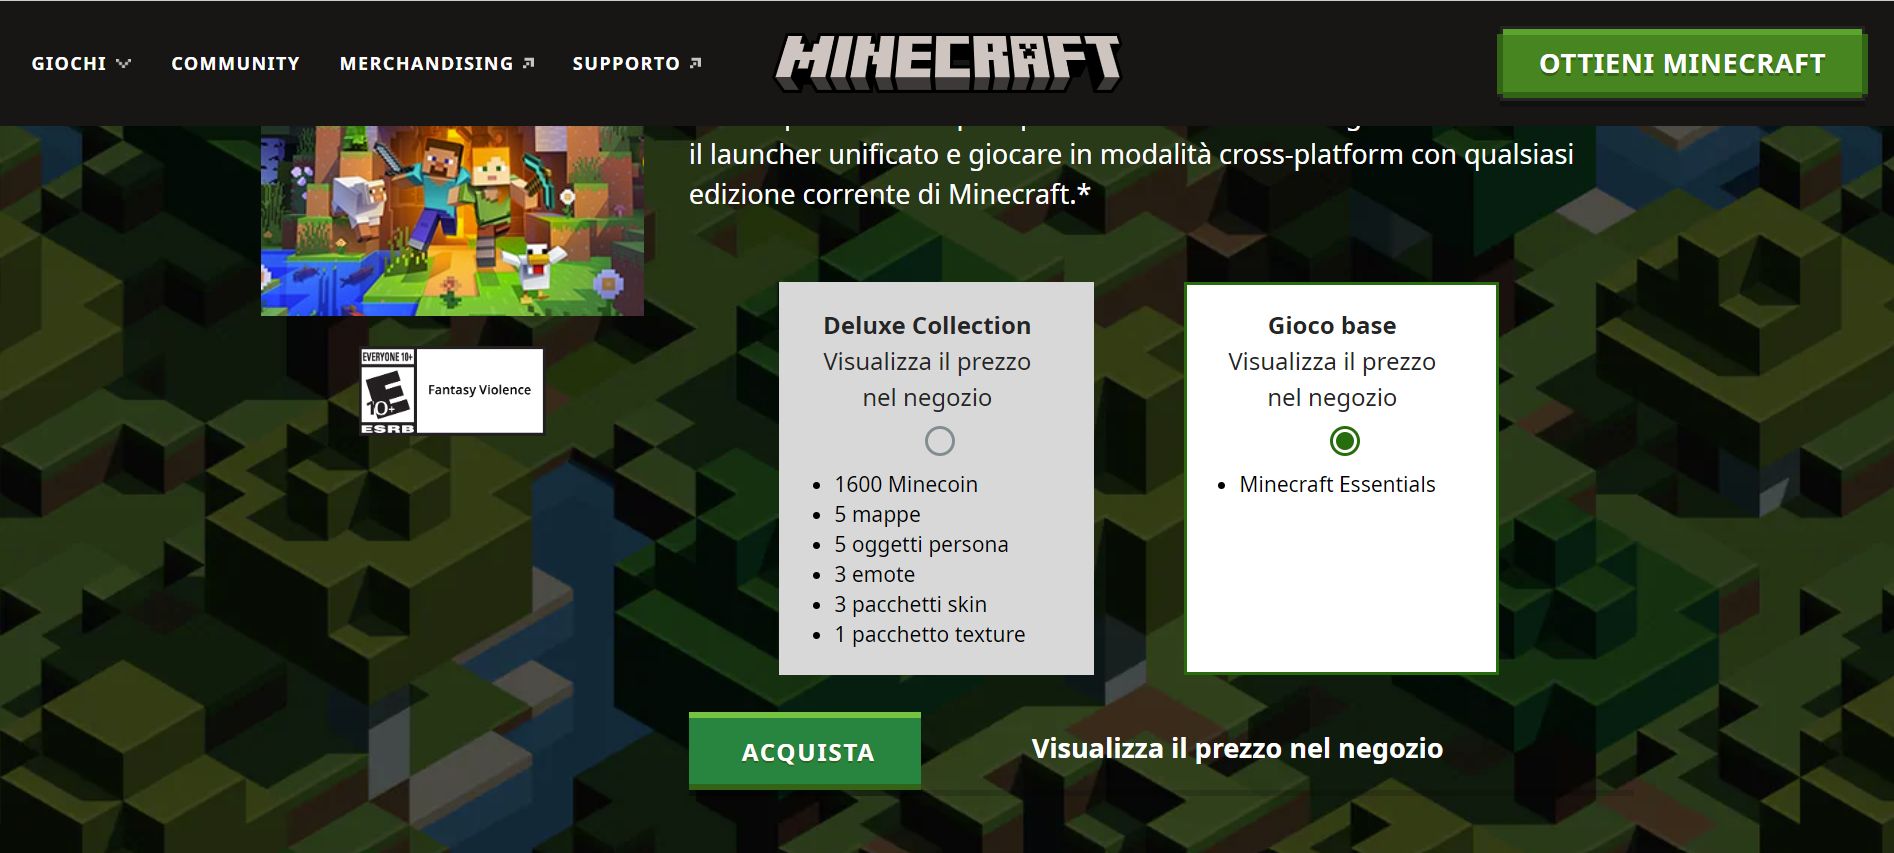 GIOCHI COMMUNITY MERCHANDISING SUPPORTO MINECRAFT OTTIENI MINECRAFT
il launcher unificato e giocare in modalità cross-platform con qualsiasi
edizione corrente di Minecraft.*
EVERYONE 10+
E
10+
ESRB
Fantasy Violence
Deluxe Collection
Visualizza il prezzo
nel negozio
1600 Minecoin
5 mappe
5 oggetti persona
3 emote
3 pacchetti skin
1 pacchetto texture
Gioco base
Visualizza il prezzo
nel negozio
Minecraft Essentials
ACQUISTA
Visualizza il prezzo nel negozio